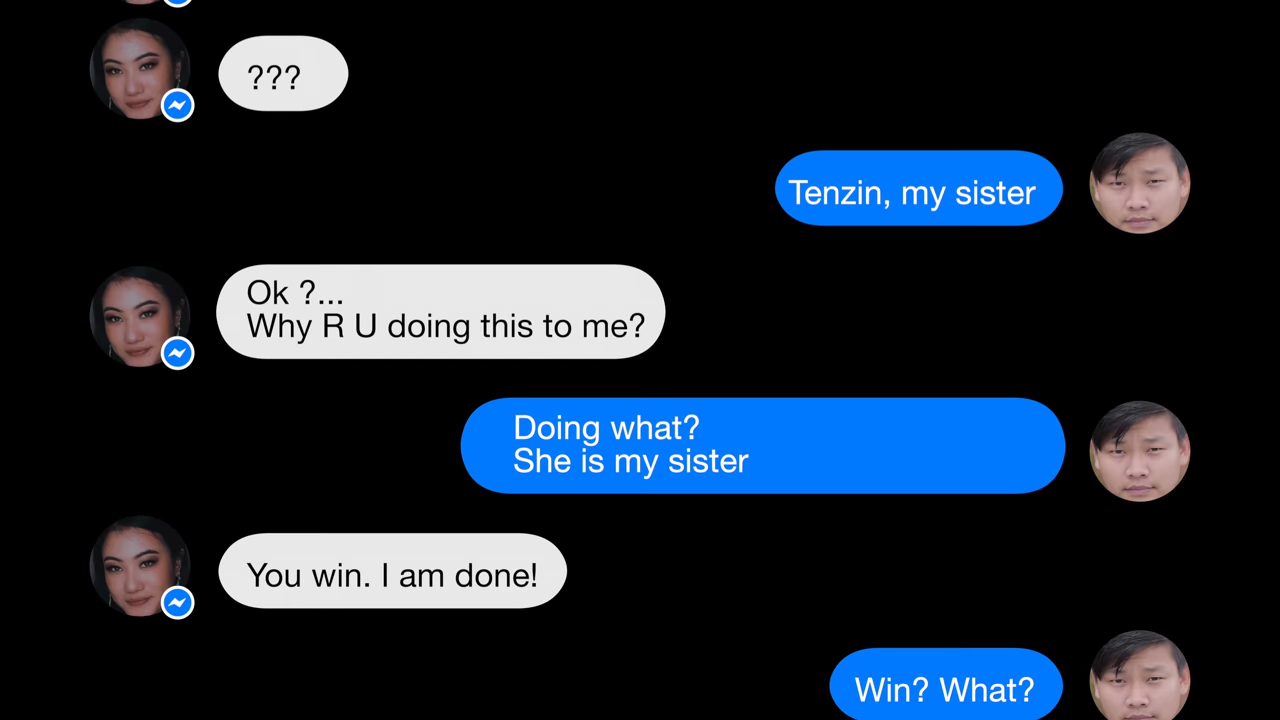 ???
Tenzin, my sister
Ok ?...
Why R U doing this to me?
Doing what?
She is my sister
You win. I am done!
Win? What?